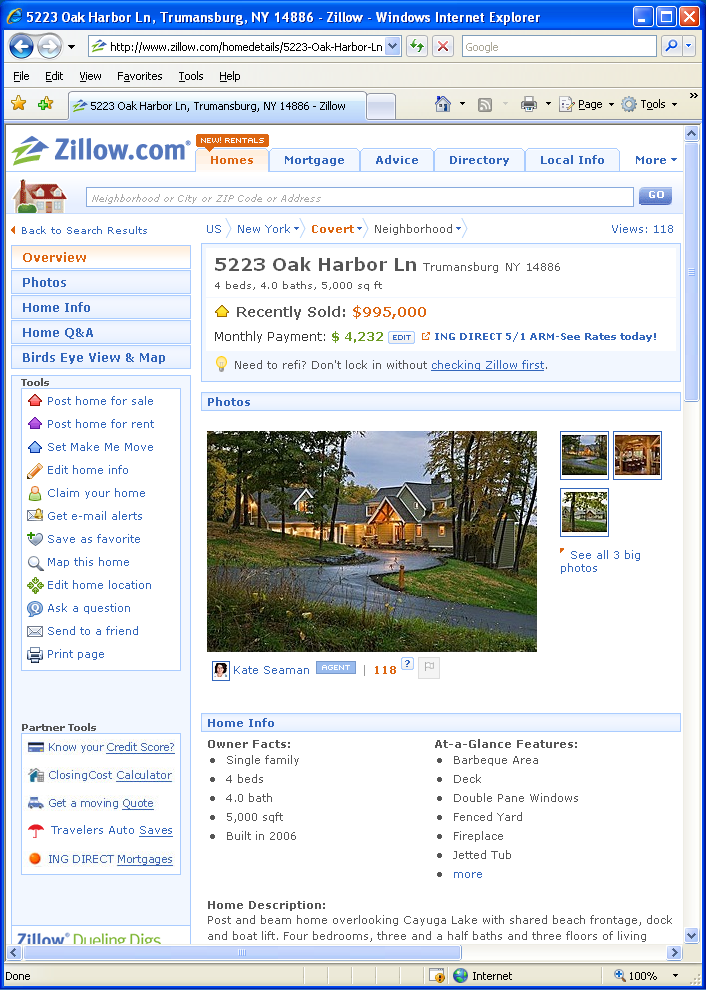 5223 Oak Harbor Ln, Trumansburg, NY 14886 - Zillow - Windows Internet Explorer
http://www.zillow.com/homedetails/5223-Oak-Harbor-Ln
Google
File Edit View Favorites Tools Help
5223 Oak Harbor Ln, Trumansburg, NY 14886 - Zillow
Page Tools
NEW! RENTALS
Zillow.com®
Homes Mortgage Advice Directory Local Info More
Neighborhood or City or ZIP Code or Address
GO
Back to Search Results
US New York Covert Neighborhood
Views: 118
Overview
Photos
Home Info
Home Q&A
Birds Eye View & Map
Tools
Post home for sale
Post home for rent
Set Make Me Move
Edit home info
Claim your home
Get e-mail alerts
Save as favorite
Map this home
Edit home location
Ask a question
Send to a friend
Print page
Partner Tools
Know your Credit Score?
ClosingCost Calculator
Get a moving Quote
Travelers Auto Saves
ING DIRECT Mortgages
Zillow Dueling Digs
5223 Oak Harbor Ln Trumansburg NY 14886
4 beds, 4.0 baths, 5,000 sq ft
Recently Sold: $995,000
Monthly Payment: $ 4,232 EDIT ING DIRECT 5/1 ARM-See Rates today!
Need to refi? Don't lock in without checking Zillow first.
Photos
See all 3 big
photos
Kate Seaman AGENT | 118 ?
Home Info
Owner Facts:
• Single family
• 4 beds
• 4.0 bath
• 5,000 sqft
• Built in 2006
At-a-Glance Features:
• Barbeque Area
• Deck
• Double Pane Windows
• Fenced Yard
• Fireplace
• Jetted Tub
• more
Home Description:
Post and beam home overlooking Cayuga Lake with shared beach frontage, dock
and boat lift. Four bedrooms, three and a half baths and three floors of living
Done
Internet
100%